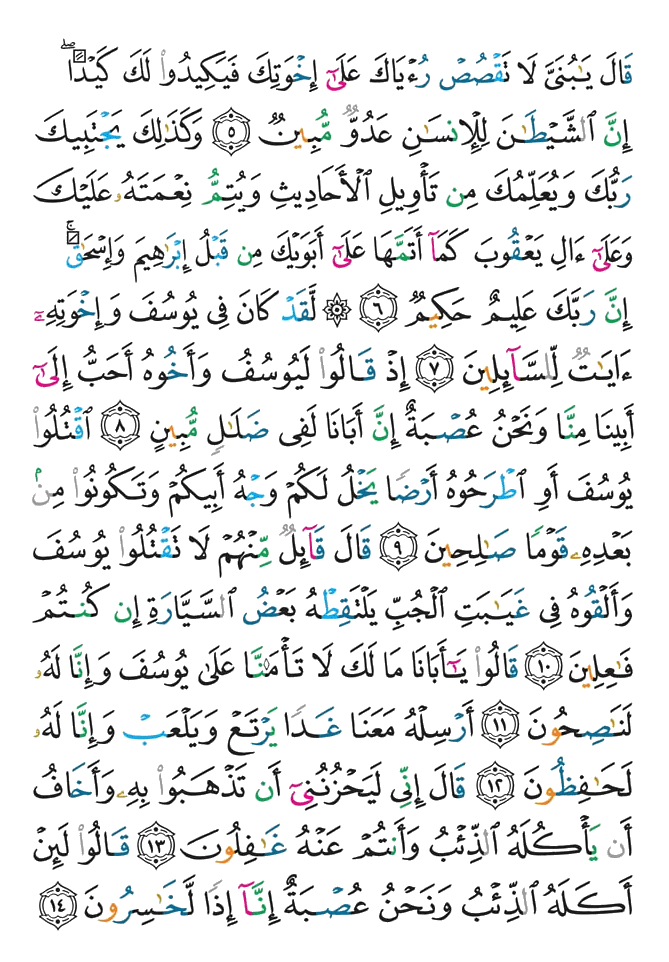 قَالَ يَٰبُنَىَّ لَا تَقْصُصْ رُءْيَاكَ عَلَىٰٓ إِخْوَتِكَ فَيَكِيدُوا۟ لَكَ كَيْدًا ۖ
إِنَّ ٱلشَّيْطَٰنَ لِلْإِنسَٰنِ عَدُوٌّ مُّبِينٌ ٥ وَكَذَٰلِكَ يَجْتَبِيكَ
رَبُّكَ وَيُعَلِّمُكَ مِن تَأْوِيلِ ٱلْأَحَادِيثِ وَيُتِمُّ نِعْمَتَهُۥ عَلَيْكَ
وَعَلَىٰٓ ءَالِ يَعْقُوبَ كَمَآ أَتَمَّهَا عَلَىٰٓ أَبَوَيْكَ مِن قَبْلُ إِبْرَٰهِيمَ وَإِسْحَٰقَ ۚ
إِنَّ رَبَّكَ عَلِيمٌ حَكِيمٌ ٦ ۞ لَّقَدْ كَانَ فِى يُوسُفَ وَإِخْوَتِهِۦٓ
ءَايَٰتٌ لِّلسَّآئِلِينَ ٧ إِذْ قَالُوا۟ لَيُوسُفُ وَأَخُوهُ أَحَبُّ إِلَىٰٓ
أَبِينَا مِنَّا وَنَحْنُ عُصْبَةٌ إِنَّ أَبَانَا لَفِى ضَلَٰلٍ مُّبِينٍ ٨ ٱقْتُلُوا۟
يُوسُفَ أَوِ ٱطْرَحُوهُ أَرْضًا يَخْلُ لَكُمْ وَجْهُ أَبِيكُمْ وَتَكُونُوا۟ مِنۢ
بَعْدِهِۦ قَوْمًا صَٰلِحِينَ ٩ قَالَ قَآئِلٌ مِّنْهُمْ لَا تَقْتُلُوا۟ يُوسُفَ
وَأَلْقُوهُ فِى غَيَٰبَتِ ٱلْجُبِّ يَلْتَقِطْهُ بَعْضُ ٱلسَّيَّارَةِ إِن كُنتُمْ
فَٰعِلِينَ ١٠ قَالُوا۟ يَٰٓأَبَانَا مَا لَكَ لَا تَأْمَ۫نَّا عَلَىٰ يُوسُفَ وَإِنَّا لَهُۥ
لَنَٰصِحُونَ ١١ أَرْسِلْهُ مَعَنَا غَدًا يَرْتَعْ وَيَلْعَبْ وَإِنَّا لَهُۥ
لَحَٰفِظُونَ ١٢ قَالَ إِنِّى لَيَحْزُنُنِىٓ أَن تَذْهَبُوا۟ بِهِۦ وَأَخَافُ
أَن يَأْكُلَهُ ٱلذِّئْبُ وَأَنتُمْ عَنْهُ غَٰفِلُونَ ١٣ قَالُوا۟ لَئِنْ
أَكَلَهُ ٱلذِّئْبُ وَنَحْنُ عُصْبَةٌ إِنَّآ إِذًا لَّخَٰسِرُونَ ١٤